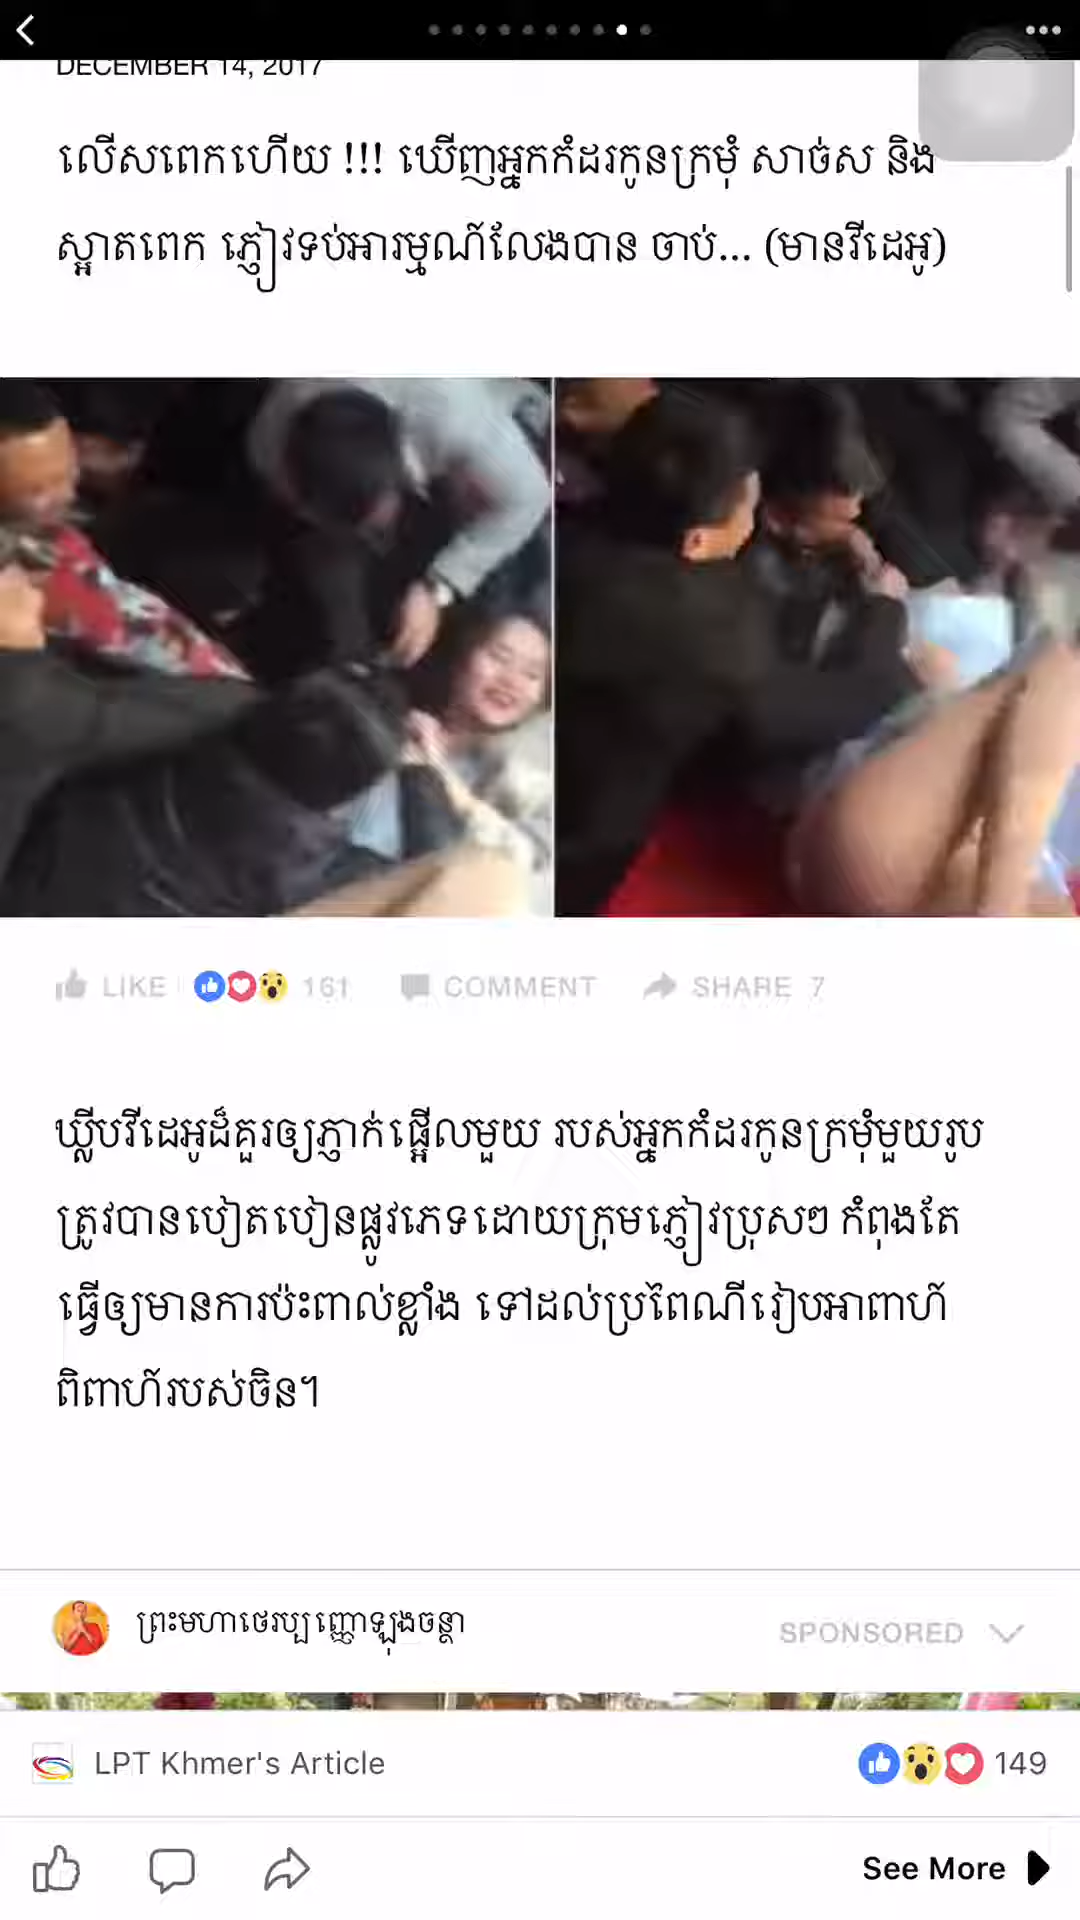 DECEMBER 14, 2017
លើសពេកហើយ !!! ឃើញអ្នកកំដរកូនក្រមុំ សាច់ស និង
ស្អាតពេក ភ្ញៀវទប់អារម្មណ៍លែងបាន ចាប់... (មានវីដេអូ)
LIKE 161 COMMENT SHARE 7
ឃ្លីបវីដេអូដ៏គួរឲ្យភ្ញាក់ផ្អើលមួយ របស់អ្នកកំដរកូនក្រមុំមួយរូប
ត្រូវបានបៀតបៀនផ្លូវភេទដោយក្រុមភ្ញៀវប្រុសៗ កំពុងតែ
ធ្វើឲ្យមានការប៉ះពាល់ខ្លាំង ទៅដល់ប្រពៃណីរៀបអាពាហ៍
ពិពាហ៍របស់ចិន។
ព្រះមហាថេរប្ប ញ្ញោឡុងចន្ថា SPONSORED
LPT Khmer's Article 149
See More